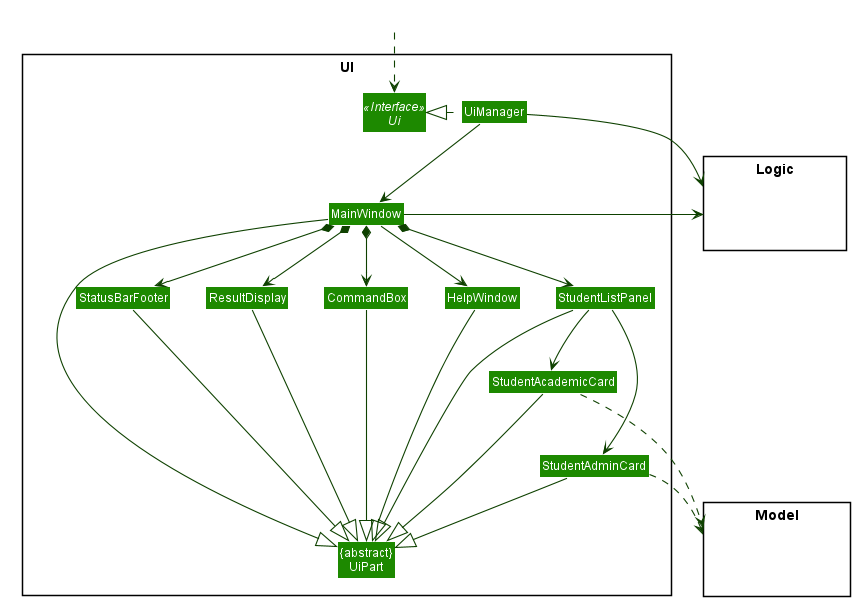 UI
«Interface»
Ui
UiManager
Logic
MainWindow
StatusBarFooter
ResultDisplay
CommandBox
HelpWindow
StudentListPanel
StudentAcademicCard
StudentAdminCard
Model
{abstract}
UiPart